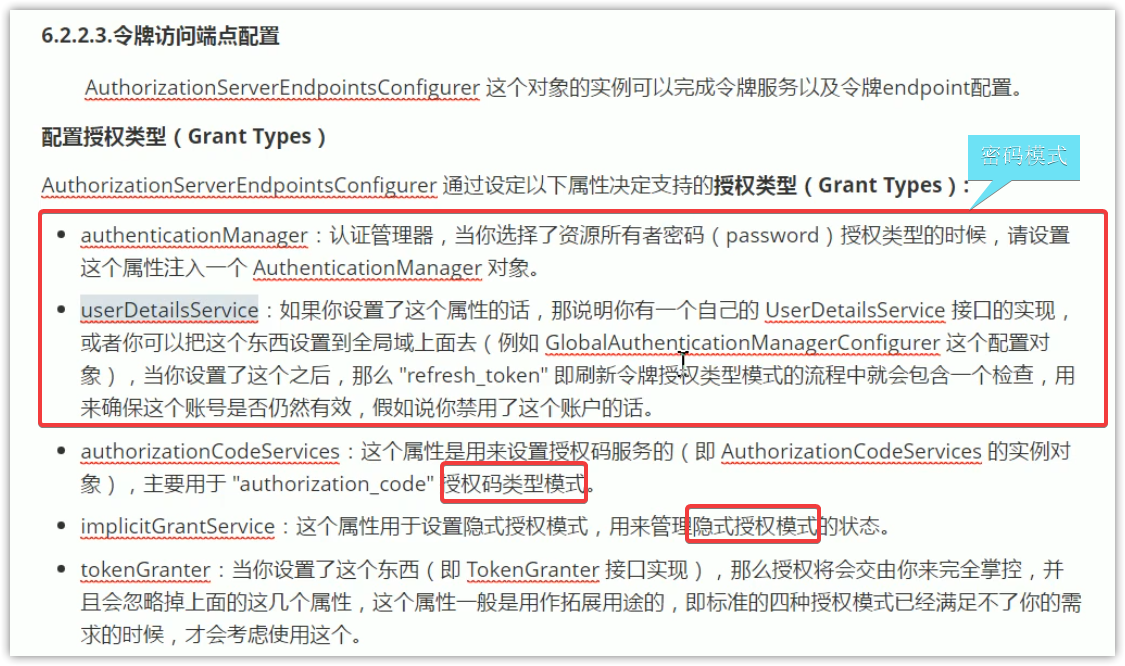 6.2.2.3.令牌访问端点配置
AuthorizationServerEndpointsConfigurer 这个对象的实例可以完成令牌服务以及令牌endpoint配置。
配置授权类型（Grant Types）
密码模式
AuthorizationServerEndpointsConfigurer 通过设定以下属性决定支持的授权类型（Grant Types）:
• authenticationManager：认证管理器，当你选择了资源所有者密码（password）授权类型的时候，请设置
这个属性注入一个 AuthenticationManager 对象。
• userDetailsService：如果你设置了这个属性的话，那说明你有一个自己的 UserDetailsService 接口的实现，
或者你可以把这个东西设置到全局域上面去（例如 GlobalAuthenticationManagerConfigurer 这个配置对
象），当你设置了这个之后，那么 "refresh_token" 即刷新令牌授权类型模式的流程中就会包含一个检查，用
来确保这个账号是否仍然有效，假如说你禁用了这个账户的话。
• authorizationCodeServices：这个属性是用来设置授权码服务的（即 AuthorizationCodeServices 的实例对
象），主要用于 "authorization_code" 授权码类型模式。
• implicitGrantService：这个属性用于设置隐式授权模式，用来管理隐式授权模式的状态。
• tokenGranter：当你设置了这个东西（即 TokenGranter 接口实现），那么授权将会交由你来完全掌控，并
且会忽略掉上面的这几个属性，这个属性一般是用作拓展用途的，即标准的四种授权模式已经满足不了你的需
求的时候，才会考虑使用这个。